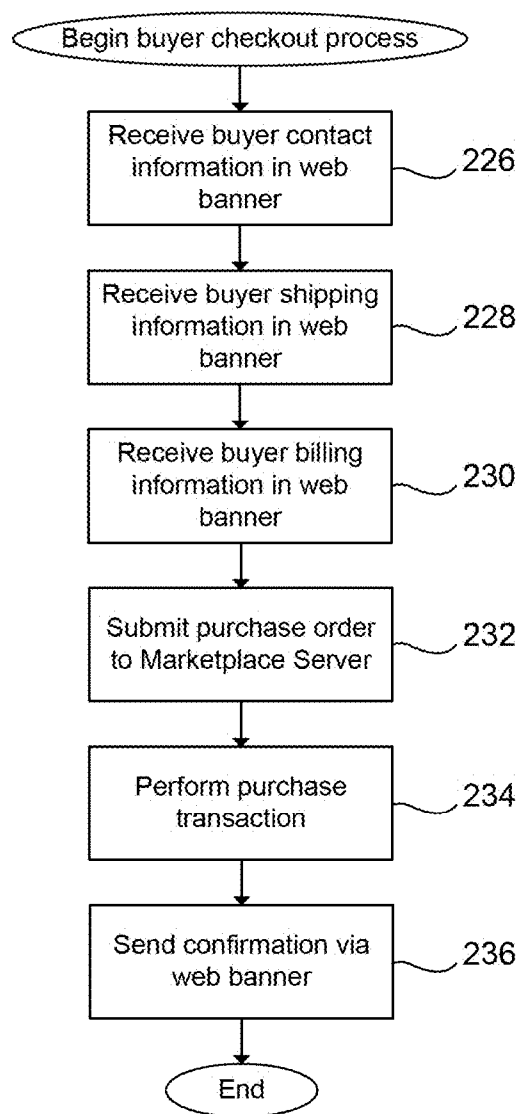 Begin buyer checkout process
Receive buyer contact
information in web
banner
226
Receive buyer shipping
information in web
banner
228
Receive buyer billing
information in web
banner
230
Submit purchase order
to Marketplace Server
232
Perform purchase
transaction
234
Send confirmation via
web banner
236
End